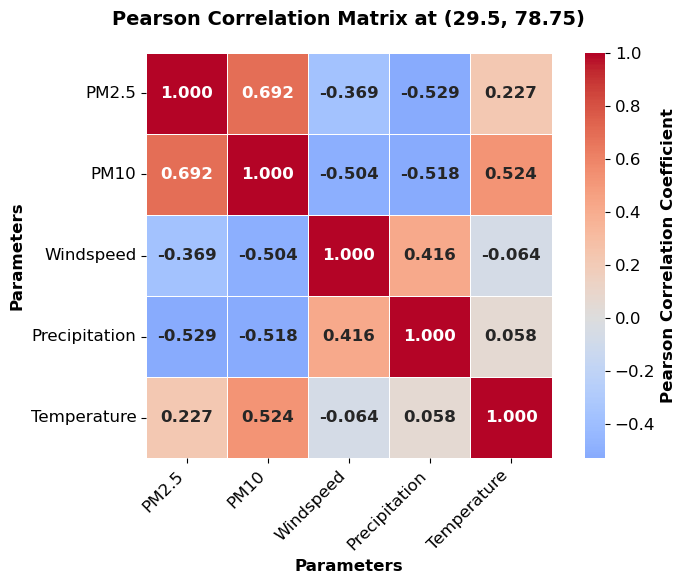 Pearson Correlation Matrix at (29.5, 78.75)
PM2.5 1.000 0.692 -0.369 -0.529 0.227
PM10 0.692 1.000 -0.504 -0.518 0.524
Windspeed -0.369 -0.504 1.000 0.416 -0.064
Precipitation -0.529 -0.518 0.416 1.000 0.058
Temperature 0.227 0.524 -0.064 0.058 1.000
PM2.5 PM10 Windspeed Precipitation Temperature
Parameters
Parameters
1.0
0.8
0.6
0.4
0.2
0.0
−0.2
−0.4
Pearson Correlation Coefficient